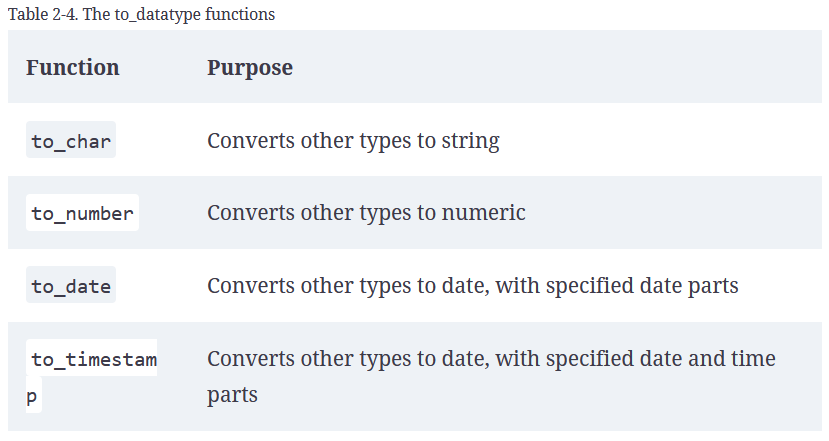 Table 2-4. The to_datatype functions
Function Purpose
to_char Converts other types to string
to_number Converts other types to numeric
to_date Converts other types to date, with specified date parts
to_timestam Converts other types to date, with specified date and time
p parts